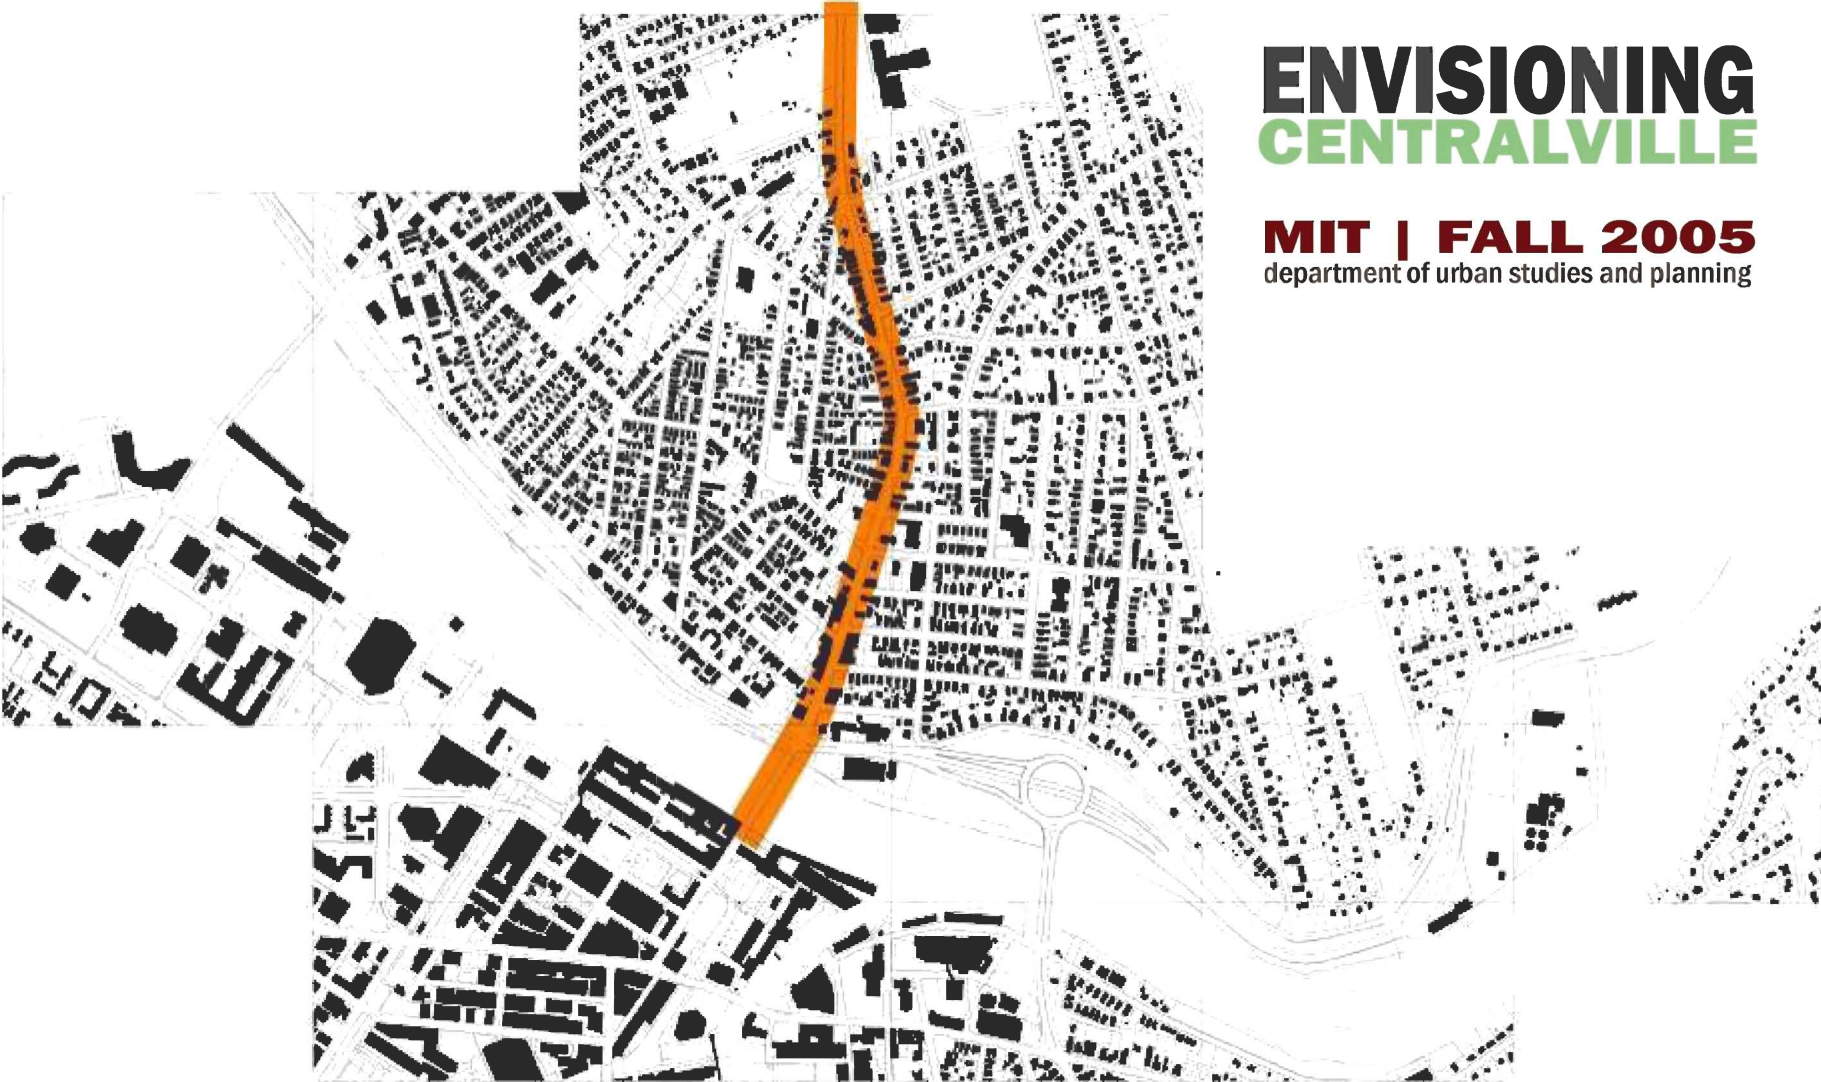 ENVISIONING
CENTRALVILLE
MIT | FALL 2005
department of urban studies and planning